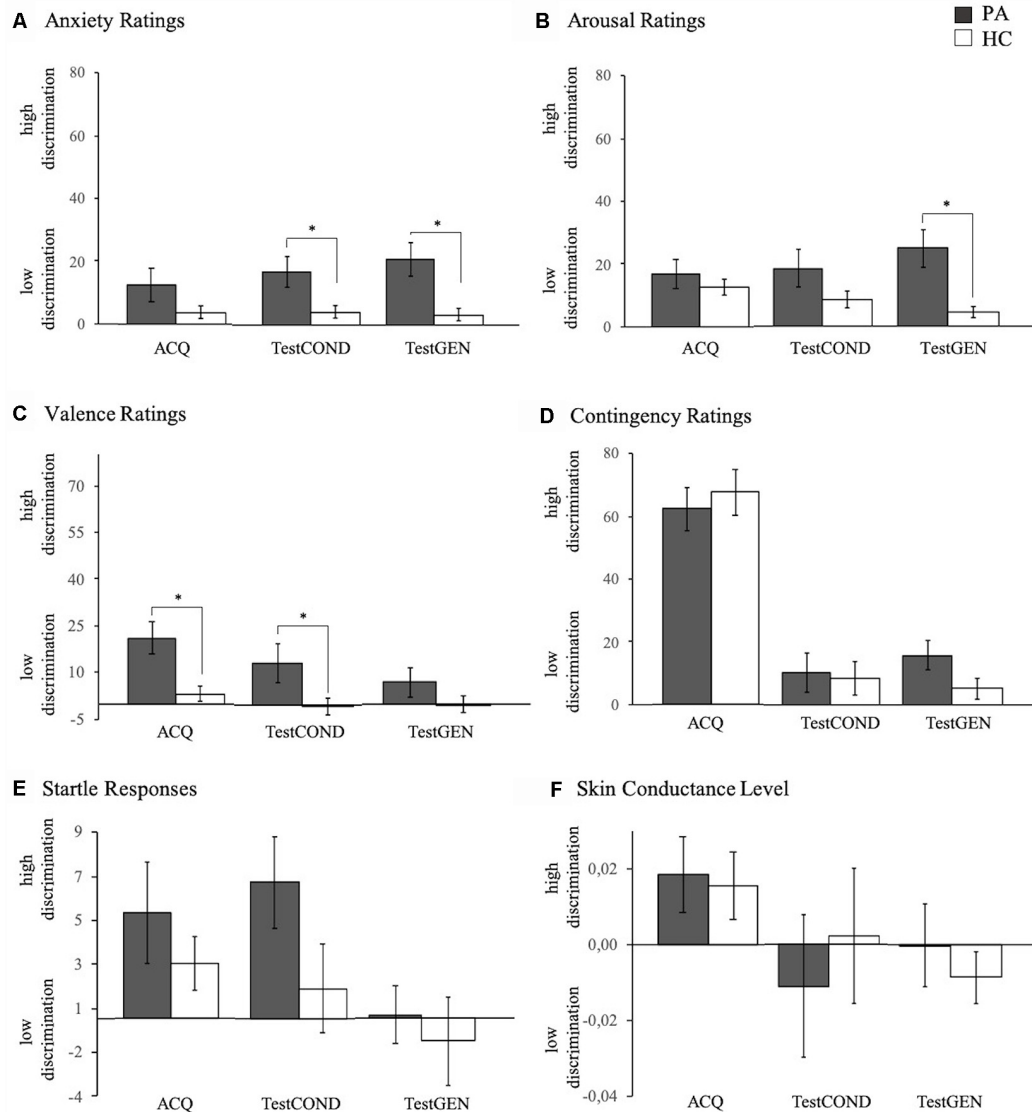 A Anxiety Ratings
high
discrimination
low
discrimination
80
60
40
20
0
*
*
ACQ
TestCOND
TestGEN
B Arousal Ratings
PA
HC
high
discrimination
low
discrimination
80
60
40
20
0
*
ACQ
TestCOND
TestGEN
C Valence Ratings
high
discrimination
low
discrimination
70
55
40
25
10
-5
*
*
ACQ
TestCOND
TestGEN
D Contingency Ratings
high
discrimination
low
discrimination
80
60
40
20
0
ACQ
TestCOND
TestGEN
E Startle Responses
high
discrimination
low
discrimination
9
7
5
3
1
-2
-4
ACQ
TestCOND
TestGEN
F Skin Conductance Level
high
discrimination
low
discrimination
0,02
0,00
-0,02
-0,04
ACQ
TestCOND
TestGEN